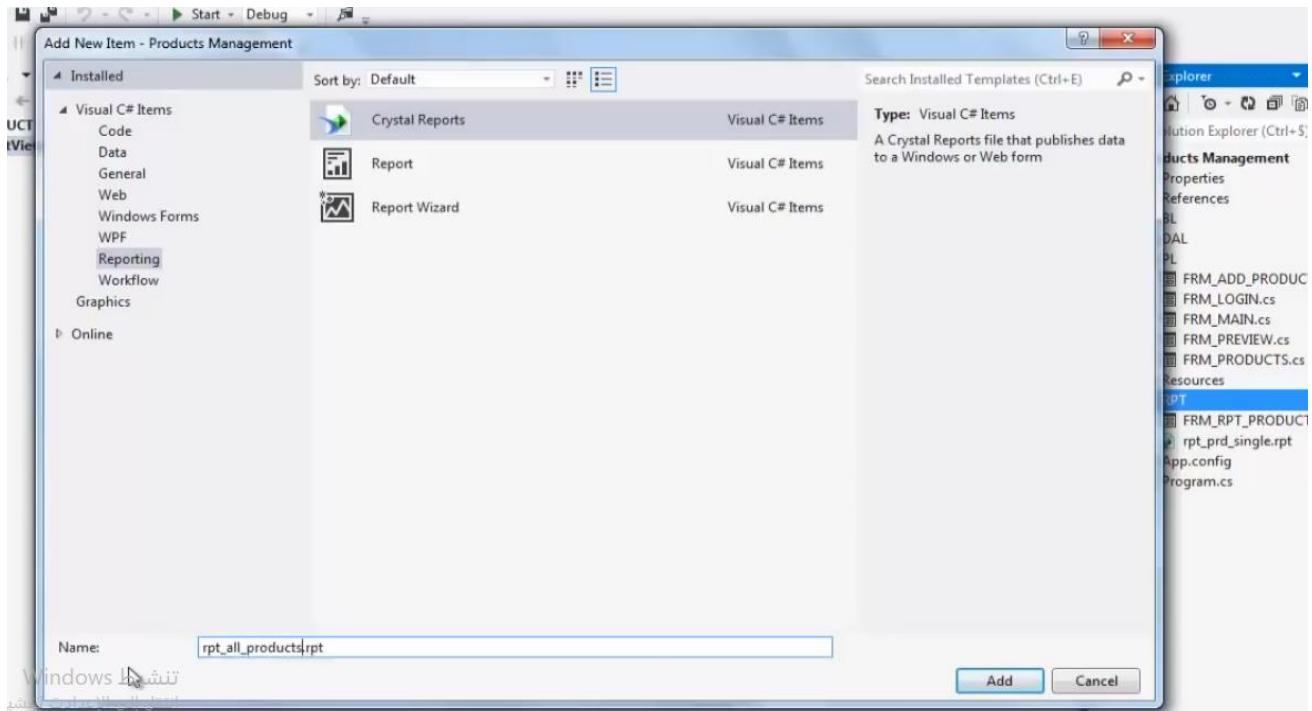 Start Debug
Add New Item - Products Management
Installed
Sort by: Default
Search Installed Templates (Ctrl+E)
Visual C# Items
Code
Data
General
Web
Windows Forms
WPF
Reporting
Workflow
Graphics
Online
Crystal Reports Visual C# Items
Report Visual C# Items
Report Wizard Visual C# Items
Type: Visual C# Items
A Crystal Reports file that publishes data
to a Windows or Web form
Explorer
Explorer (Ctrl+S)
Management
Properties
References
BL
DAL
PL
FRM_ADD_PRODUC
FRM_LOGIN.cs
FRM_MAIN.cs
FRM_PREVIEW.cs
FRM_PRODUCTS.cs
Resources
RPT
FRM_RPT_PRODUCT
rpt_prd_single.rpt
App.config
Program.cs
Name: rpt_all_products.rpt
تنشيط Windows
Add Cancel